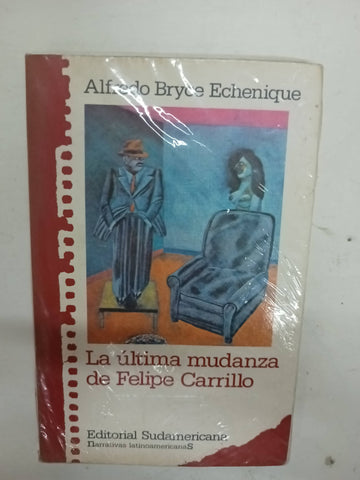 Alfredo Bryce Echenique
La última mudanza
de Felipe Carrillo
Editorial Sudamericana
narrativas latinoamericanaS